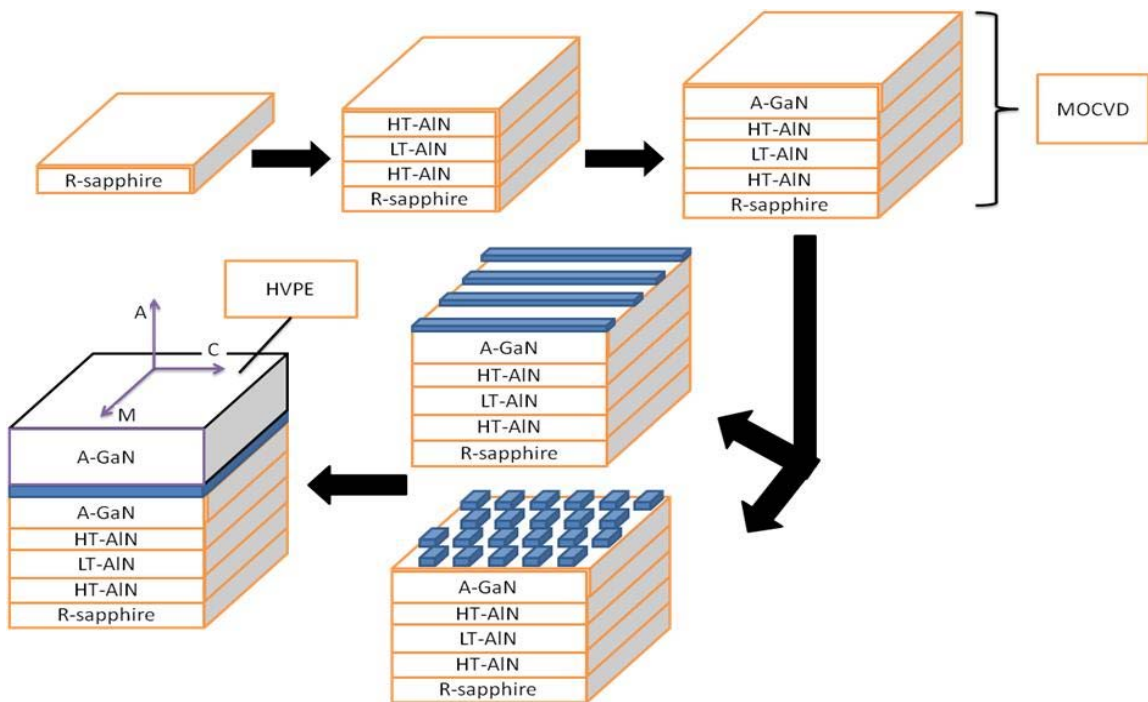 R-sapphire
HT-AlN
LT-AlN
HT-AlN
R-sapphire
A-GaN
HT-AlN
LT-AlN
HT-AlN
R-sapphire
MOCVD
A-GaN
HT-AlN
LT-AlN
HT-AlN
R-sapphire
A-GaN
HT-AlN
LT-AlN
HT-AlN
R-sapphire
HVPE
A
C
M
A-GaN
A-GaN
HT-AlN
LT-AlN
HT-AlN
R-sapphire